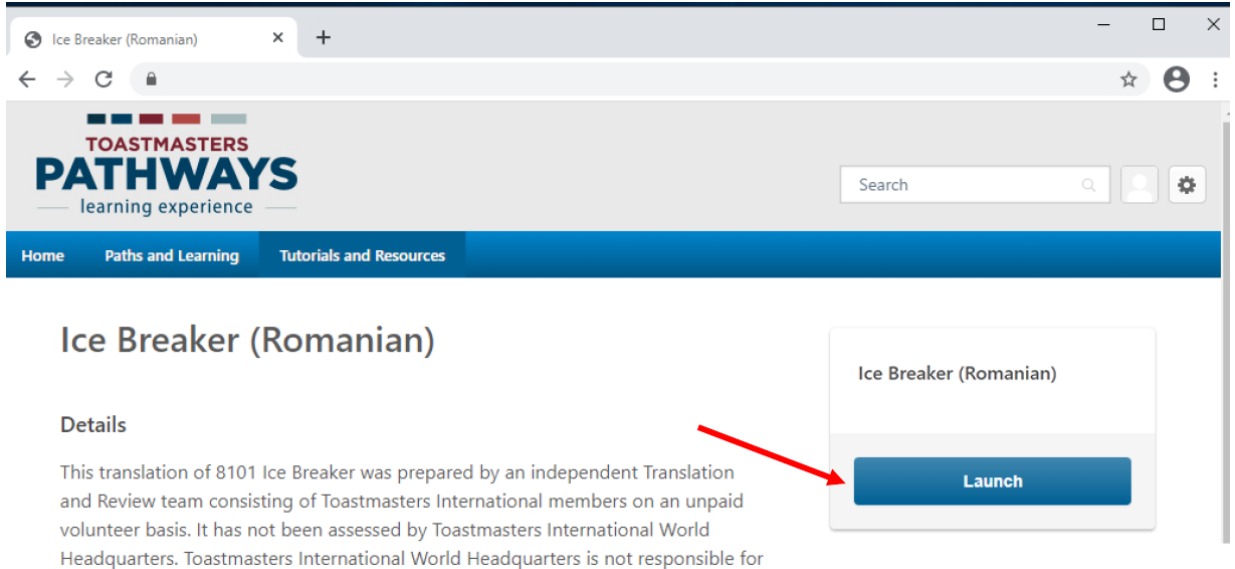 Ice Breaker (Romanian)
TOASTMASTERS
PATHWAYS
learning experience
Search
Home Paths and Learning Tutorials and Resources
Ice Breaker (Romanian)
Details
This translation of 8101 Ice Breaker was prepared by an independent Translation
and Review team consisting of Toastmasters International members on an unpaid
volunteer basis. It has not been assessed by Toastmasters International World
Headquarters. Toastmasters International World Headquarters is not responsible for
Ice Breaker (Romanian)
Launch